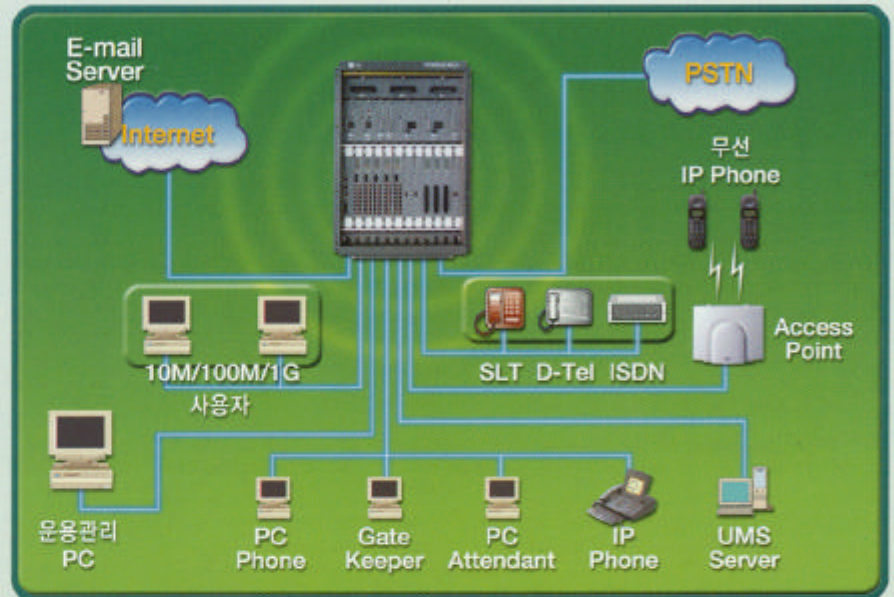 E-mail
Server
Internet
PSTN
무선
IP Phone
Access
Point
10M/100M/1G
사용자
SLT D-Tel ISDN
운용관리
PC
PC
Phone
Gate
Keeper
PC
Attendant
IP
Phone
UMS
Server